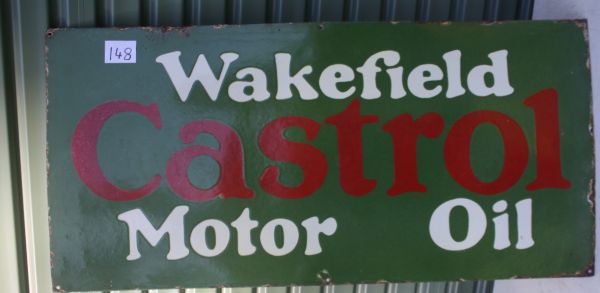 148
Wakefield
Castrol
Motor Oil